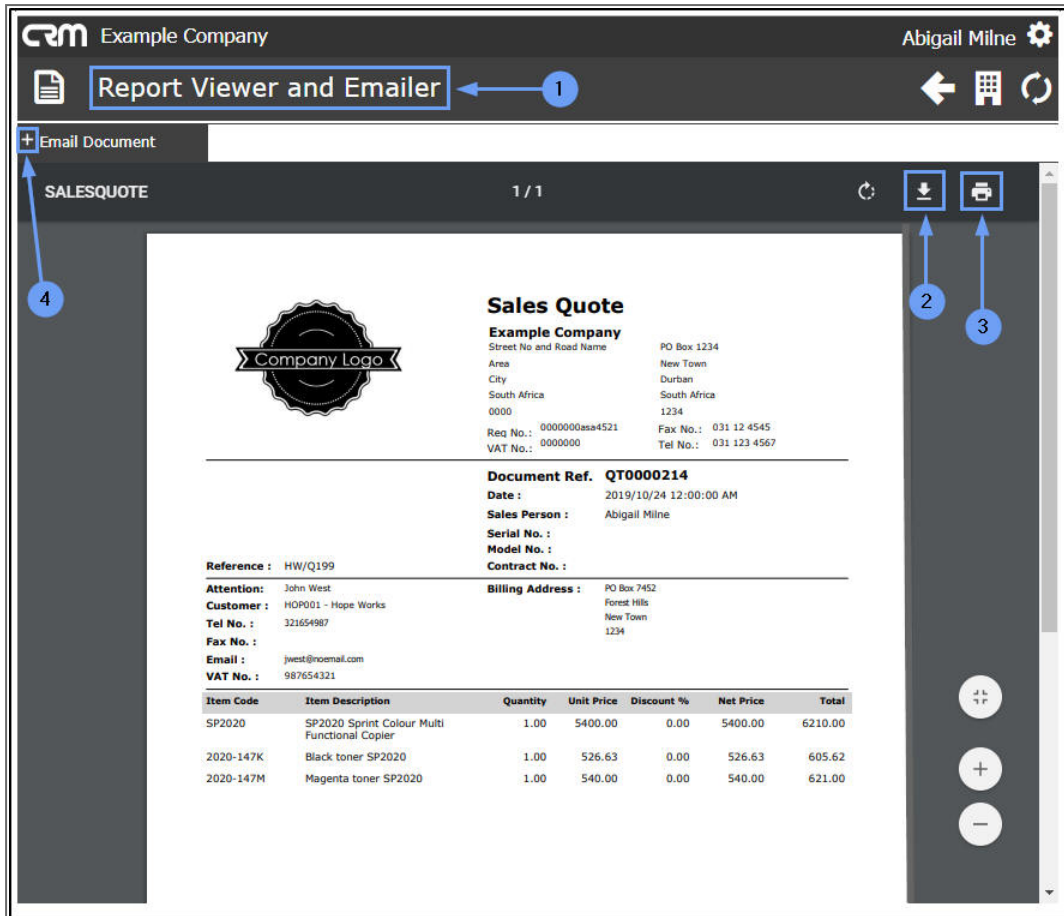 CRM Example Company Abigail Milne
Report Viewer and Emailer 1
+ Email Document
SALESQUOTE 1 / 1
4
2
3
Company Logo
Sales Quote
Example Company
Street No and Road Name PO Box 1234
Area New Town
City Durban
South Africa South Africa
0000 1234
Reg No.: 0000000asa4521 Fax No.: 031 12 4545
VAT No.: 0000000 Tel No.: 031 123 4567
Document Ref. QT0000214
Date : 2019/10/24 12:00:00 AM
Sales Person : Abigail Milne
Serial No. :
Model No. :
Reference : HW/Q199 Contract No. :
Attention: John West Billing Address : PO Box 7452
Customer : HOP001 - Hope Works Forest Hills
Tel No. : 321654987 New Town
1234
Fax No. :
Email : jwest@noemail.com
VAT No. : 987654321
Item Code Item Description Quantity Unit Price Discount % Net Price Total
SP2020 SP2020 Sprint Colour Multi 1.00 5400.00 0.00 5400.00 6210.00
Functional Copier
2020-147K Black toner SP2020 1.00 526.63 0.00 526.63 605.62
2020-147M Magenta toner SP2020 1.00 540.00 0.00 540.00 621.00